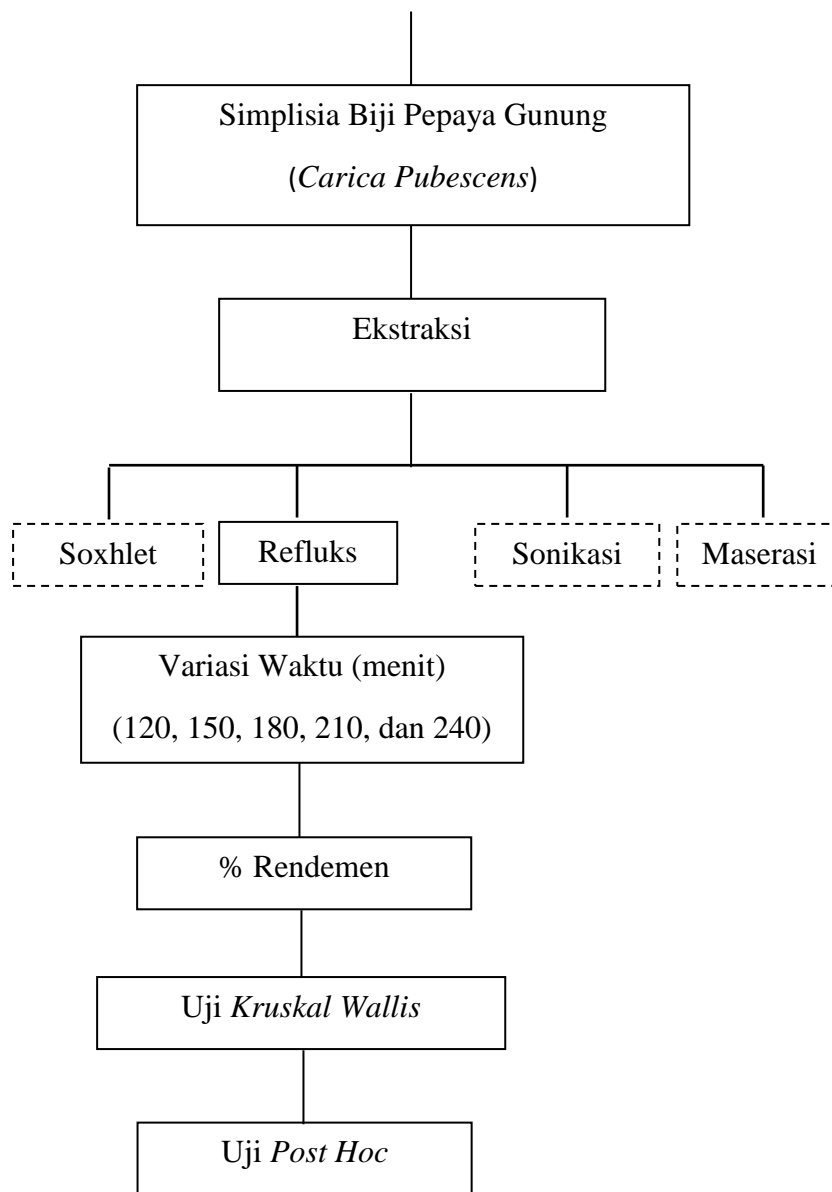 Simplisia Biji Pepaya Gunung
(Carica Pubescens)
Ekstraksi
Soxhlet
Refluks
Sonikasi
Maserasi
Variasi Waktu (menit)
(120, 150, 180, 210, dan 240)
% Rendemen
Uji Kruskal Wallis
Uji Post Hoc